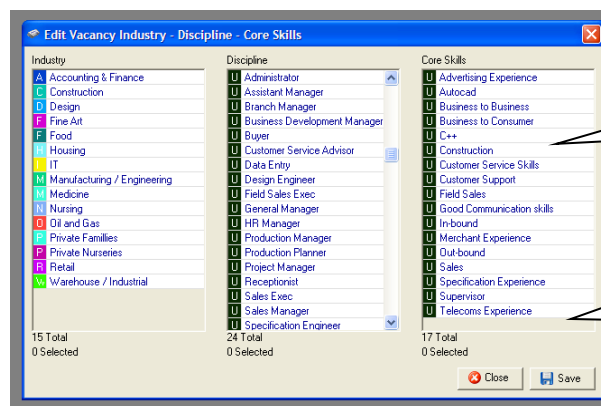 Edit Vacancy Industry - Discipline - Core Skills
Industry
A Accounting & Finance
C Construction
D Design
F Fine Art
F Food
H Housing
I IT
M Manufacturing / Engineering
M Medicine
N Nursing
O Oil and Gas
P Private Famillies
P Private Nurseries
R Retail
W Warehouse / Industrial
15 Total
0 Selected
Discipline
U Administrator
U Assistant Manager
U Branch Manager
U Business Development Manager
U Buyer
U Customer Service Advisor
U Data Entry
U Design Engineer
U Field Sales Exec
U General Manager
U HR Manager
U Production Manager
U Production Planner
U Project Manager
U Receptionist
U Sales Exec
U Sales Manager
U Specification Engineer
24 Total
0 Selected
Core Skills
U Advertising Experience
U Autocad
U Business to Business
U Business to Consumer
U C++
U Construction
U Customer Service Skills
U Customer Support
U Field Sales
U Good Communication skills
U In-bound
U Merchant Experience
U Out-bound
U Sales
U Specification Experience
U Supervisor
U Telecoms Experience
17 Total
0 Selected
Close
Save